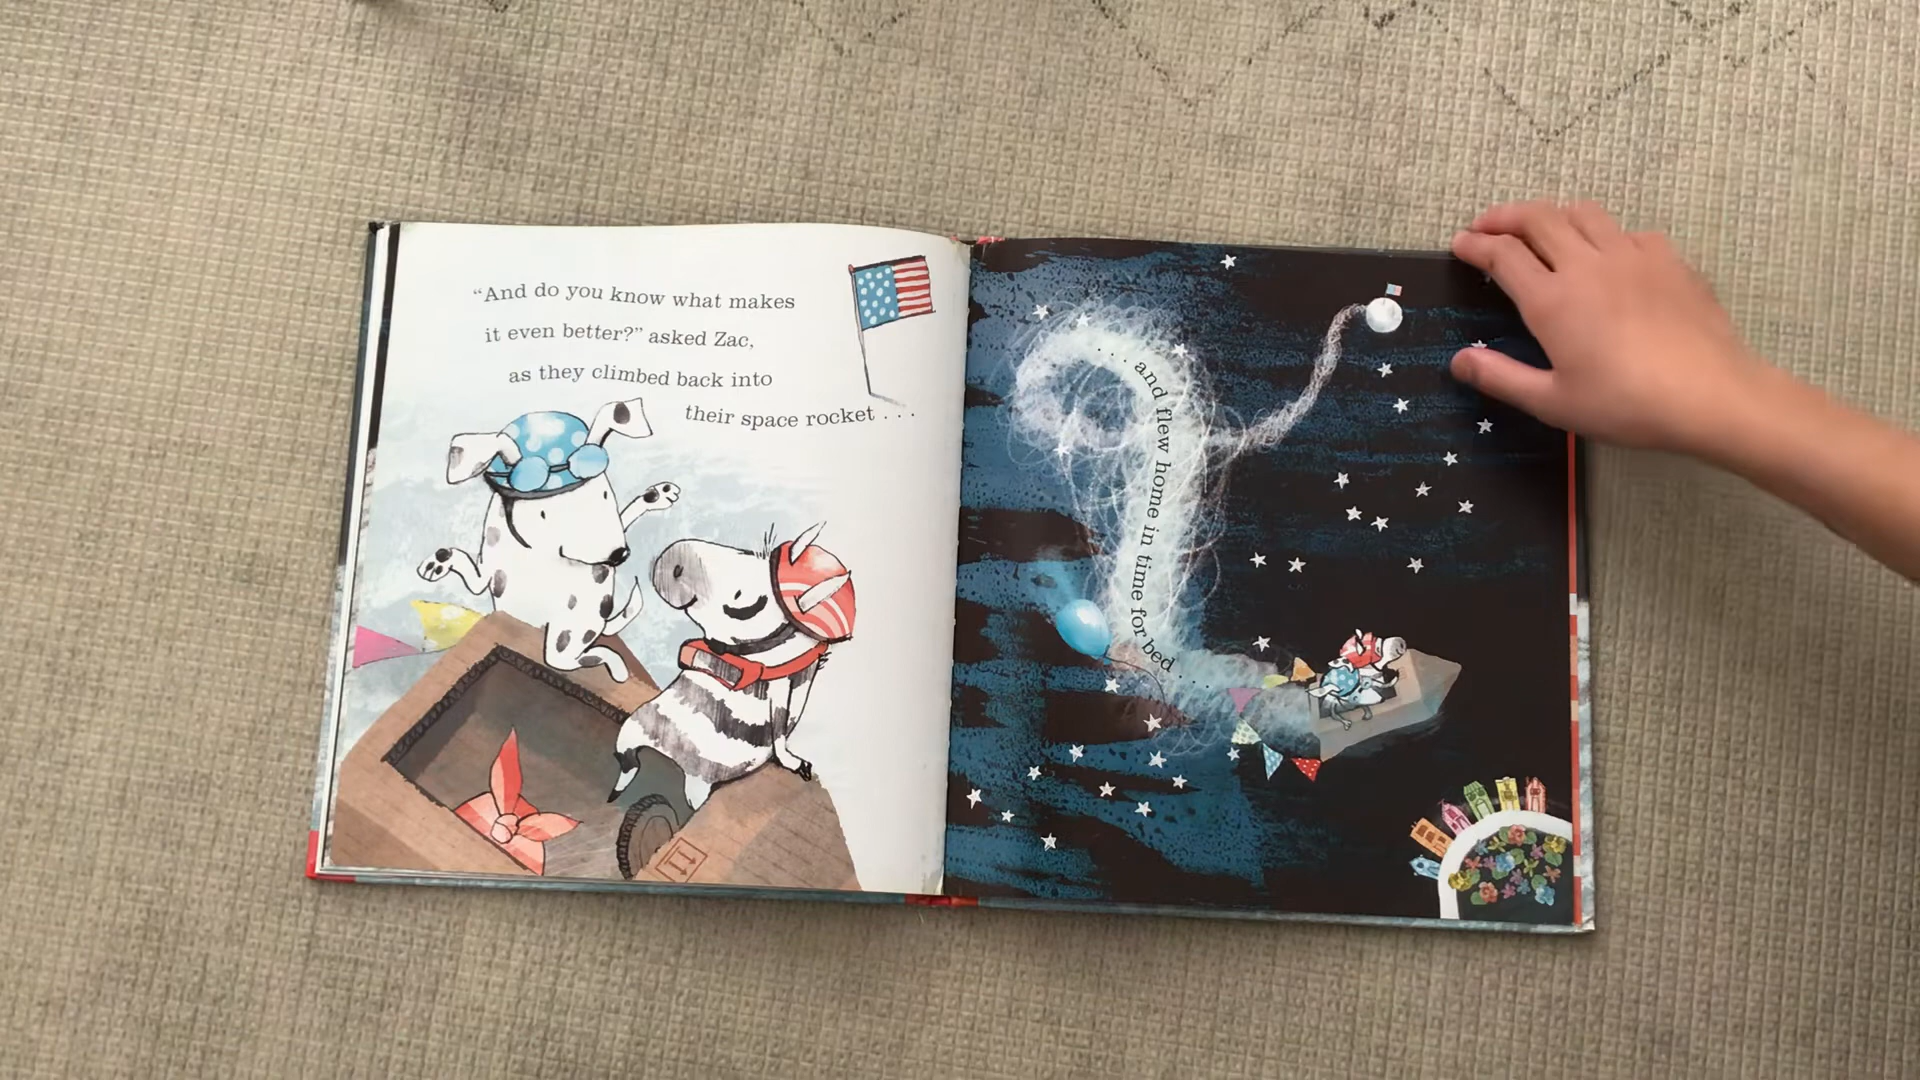 “And do you know what makes
it even better?” asked Zac,
as they climbed back into
their space rocket . . .
. . . . and flew home in time for bed . . . .